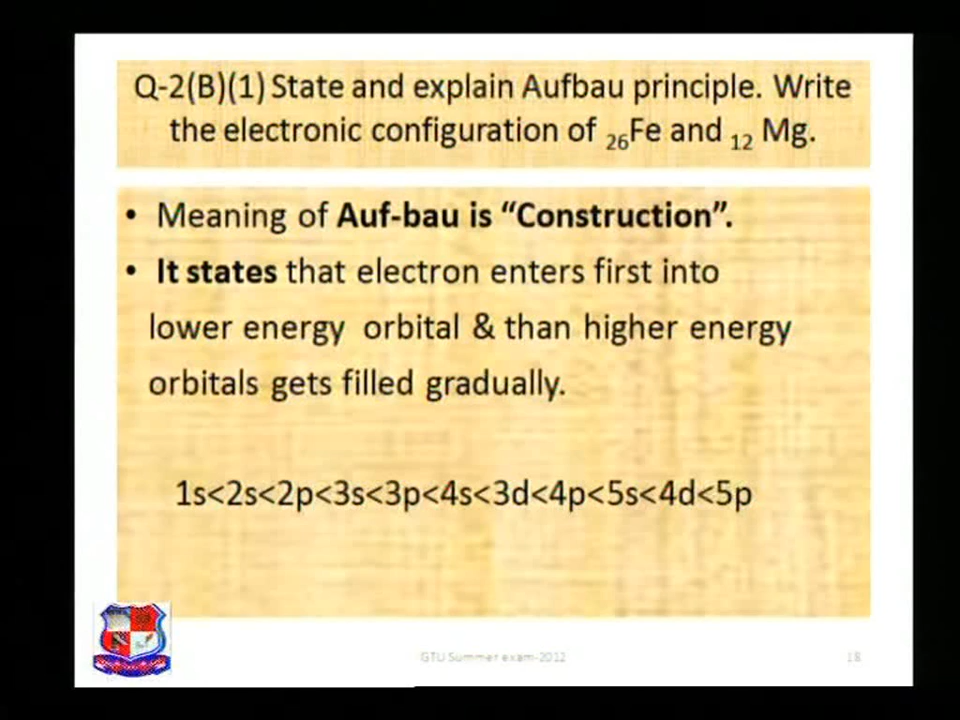 Q-2(B)(1) State and explain Aufbau principle. Write
the electronic configuration of ₂₆Fe and ₁₂ Mg.
• Meaning of Auf-bau is “Construction”.
• It states that electron enters first into
lower energy orbital & than higher energy
orbitals gets filled gradually.
1s<2s<2p<3s<3p<4s<3d<4p<5s<4d<5p
GTU Summer exam-2012
18